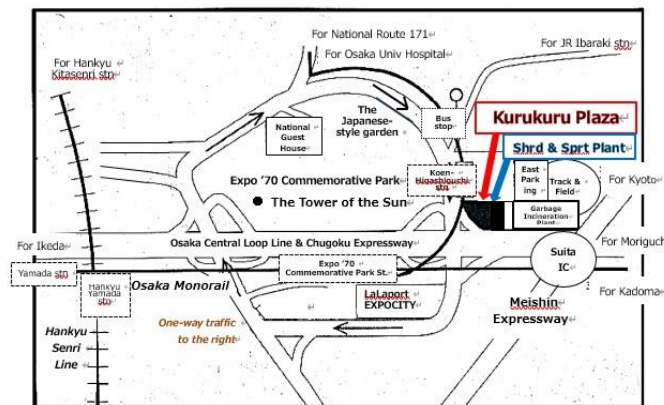 For National Route 171
For Osaka Univ Hospital
For JR Ibaraki stn
For Hankyu
Kitasenri stn
The
Japanese-
style garden
Bus
stop
Kurukuru Plaza
National
Guest
House
Shrd & Sprt Plant
Expo '70 Commemorative Park
Koen-
Higashiguchi
stn
East
Park
ing
Track &
Field
For Kyoto
The Tower of the Sun
Garbage
Incineration
Plant
For Ikeda
Osaka Central Loop Line & Chugoku Expressway
Suita
IC
For Moriguch
Yamada stn
Expo '70
Commemorative Park St.
Hankyu
Yamada
stn
Osaka Monorail
LaLaport
EXPOCITY
For Kadoma
Meishin
Expressway
One-way traffic
to the right
Hankyu
Senri
Line